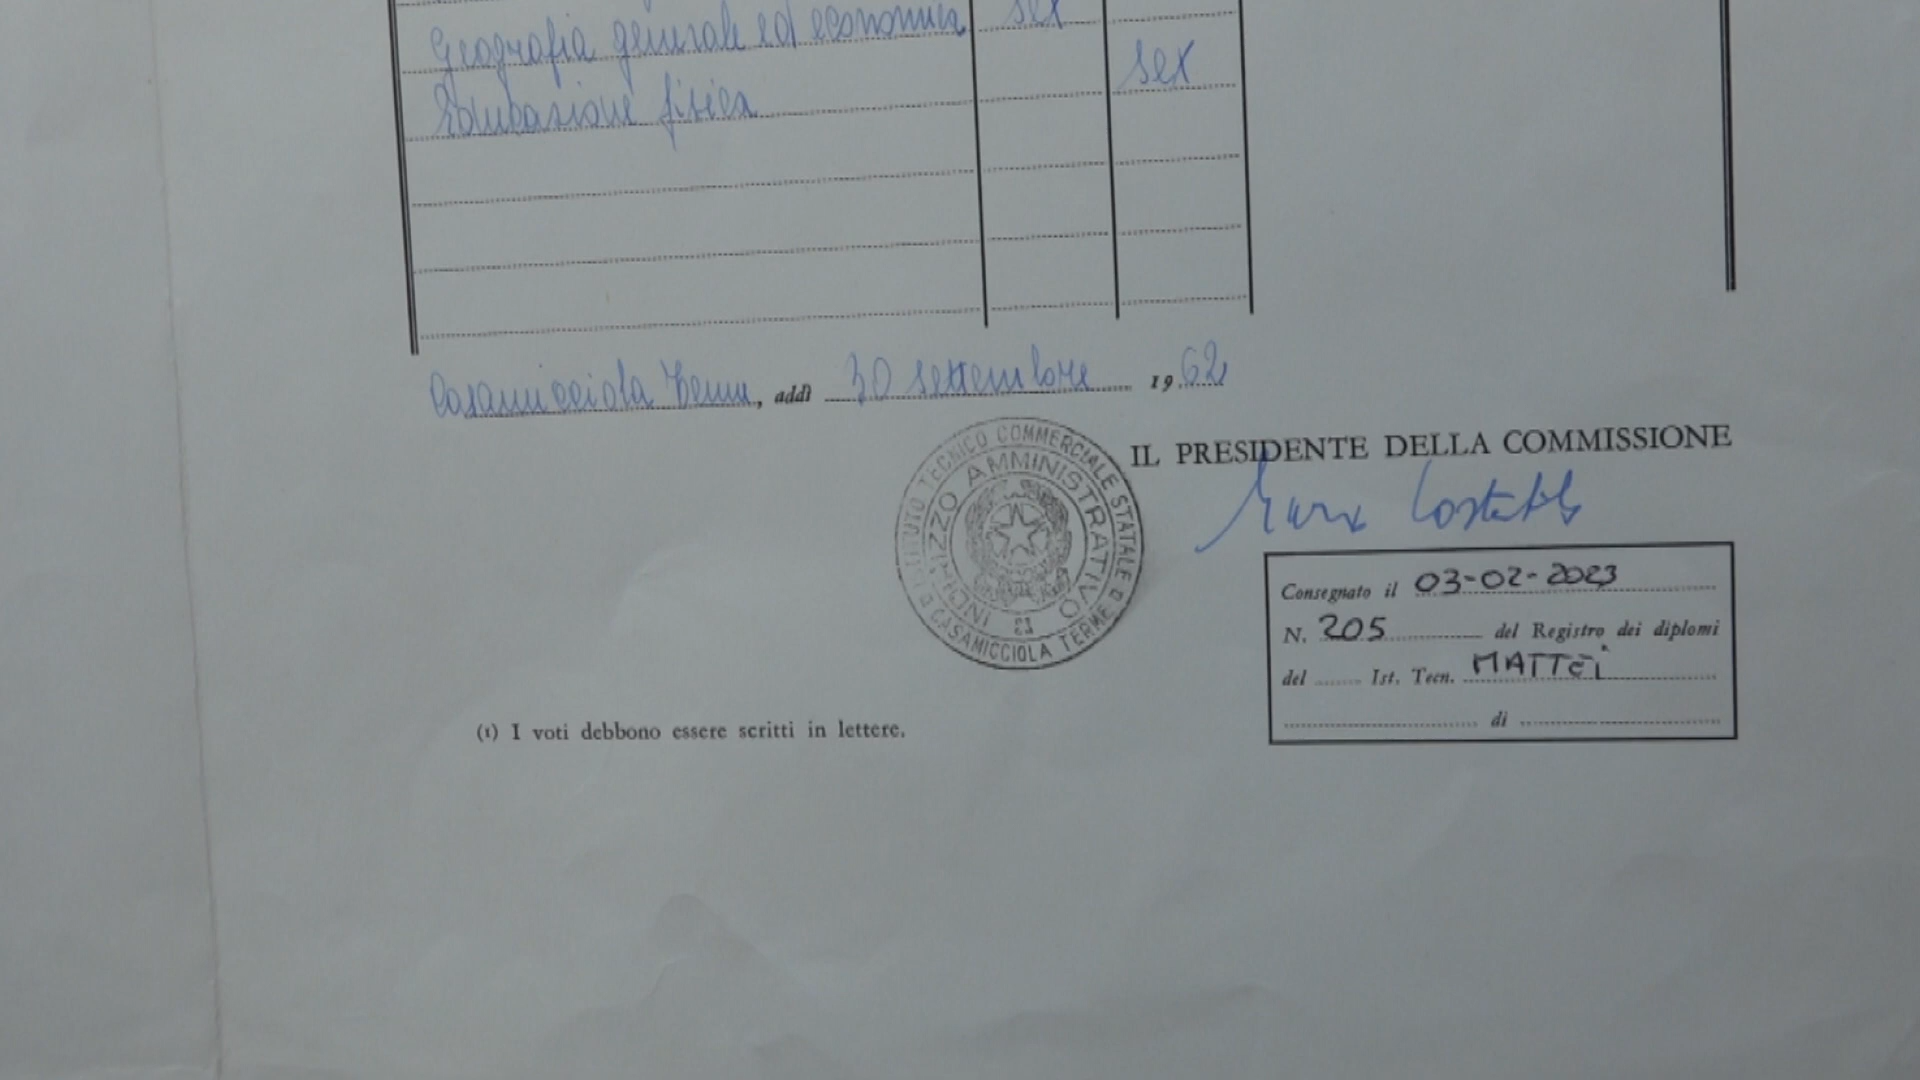 Geografia generale ed economica sex
Educazione fisica sex
Casamicciola Terme, addì 30 settembre 1962
IL PRESIDENTE DELLA COMMISSIONE
ISTITUTO TECNICO COMMERCIALE STATALE
INDIRIZZO AMMINISTRATIVO
CASAMICCIOLA TERME
Consegnato il 03-02-2023
N. 205 del Registro dei diplomi
del Ist. Tecn. MATTEi
di
(1) I voti debbono essere scritti in lettere.